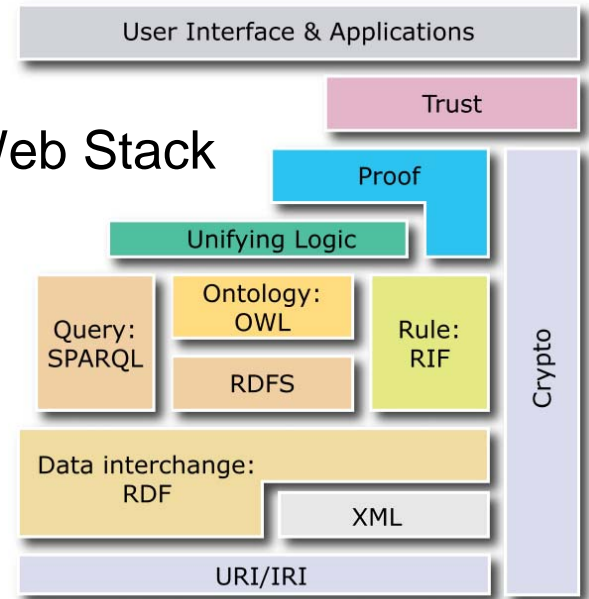 User Interface & Applications
Trust
Web Stack
Proof
Unifying Logic
Ontology:
OWL
Query:
SPARQL
Rule:
RIF
RDFS
Crypto
Data interchange:
RDF
XML
URI/IRI